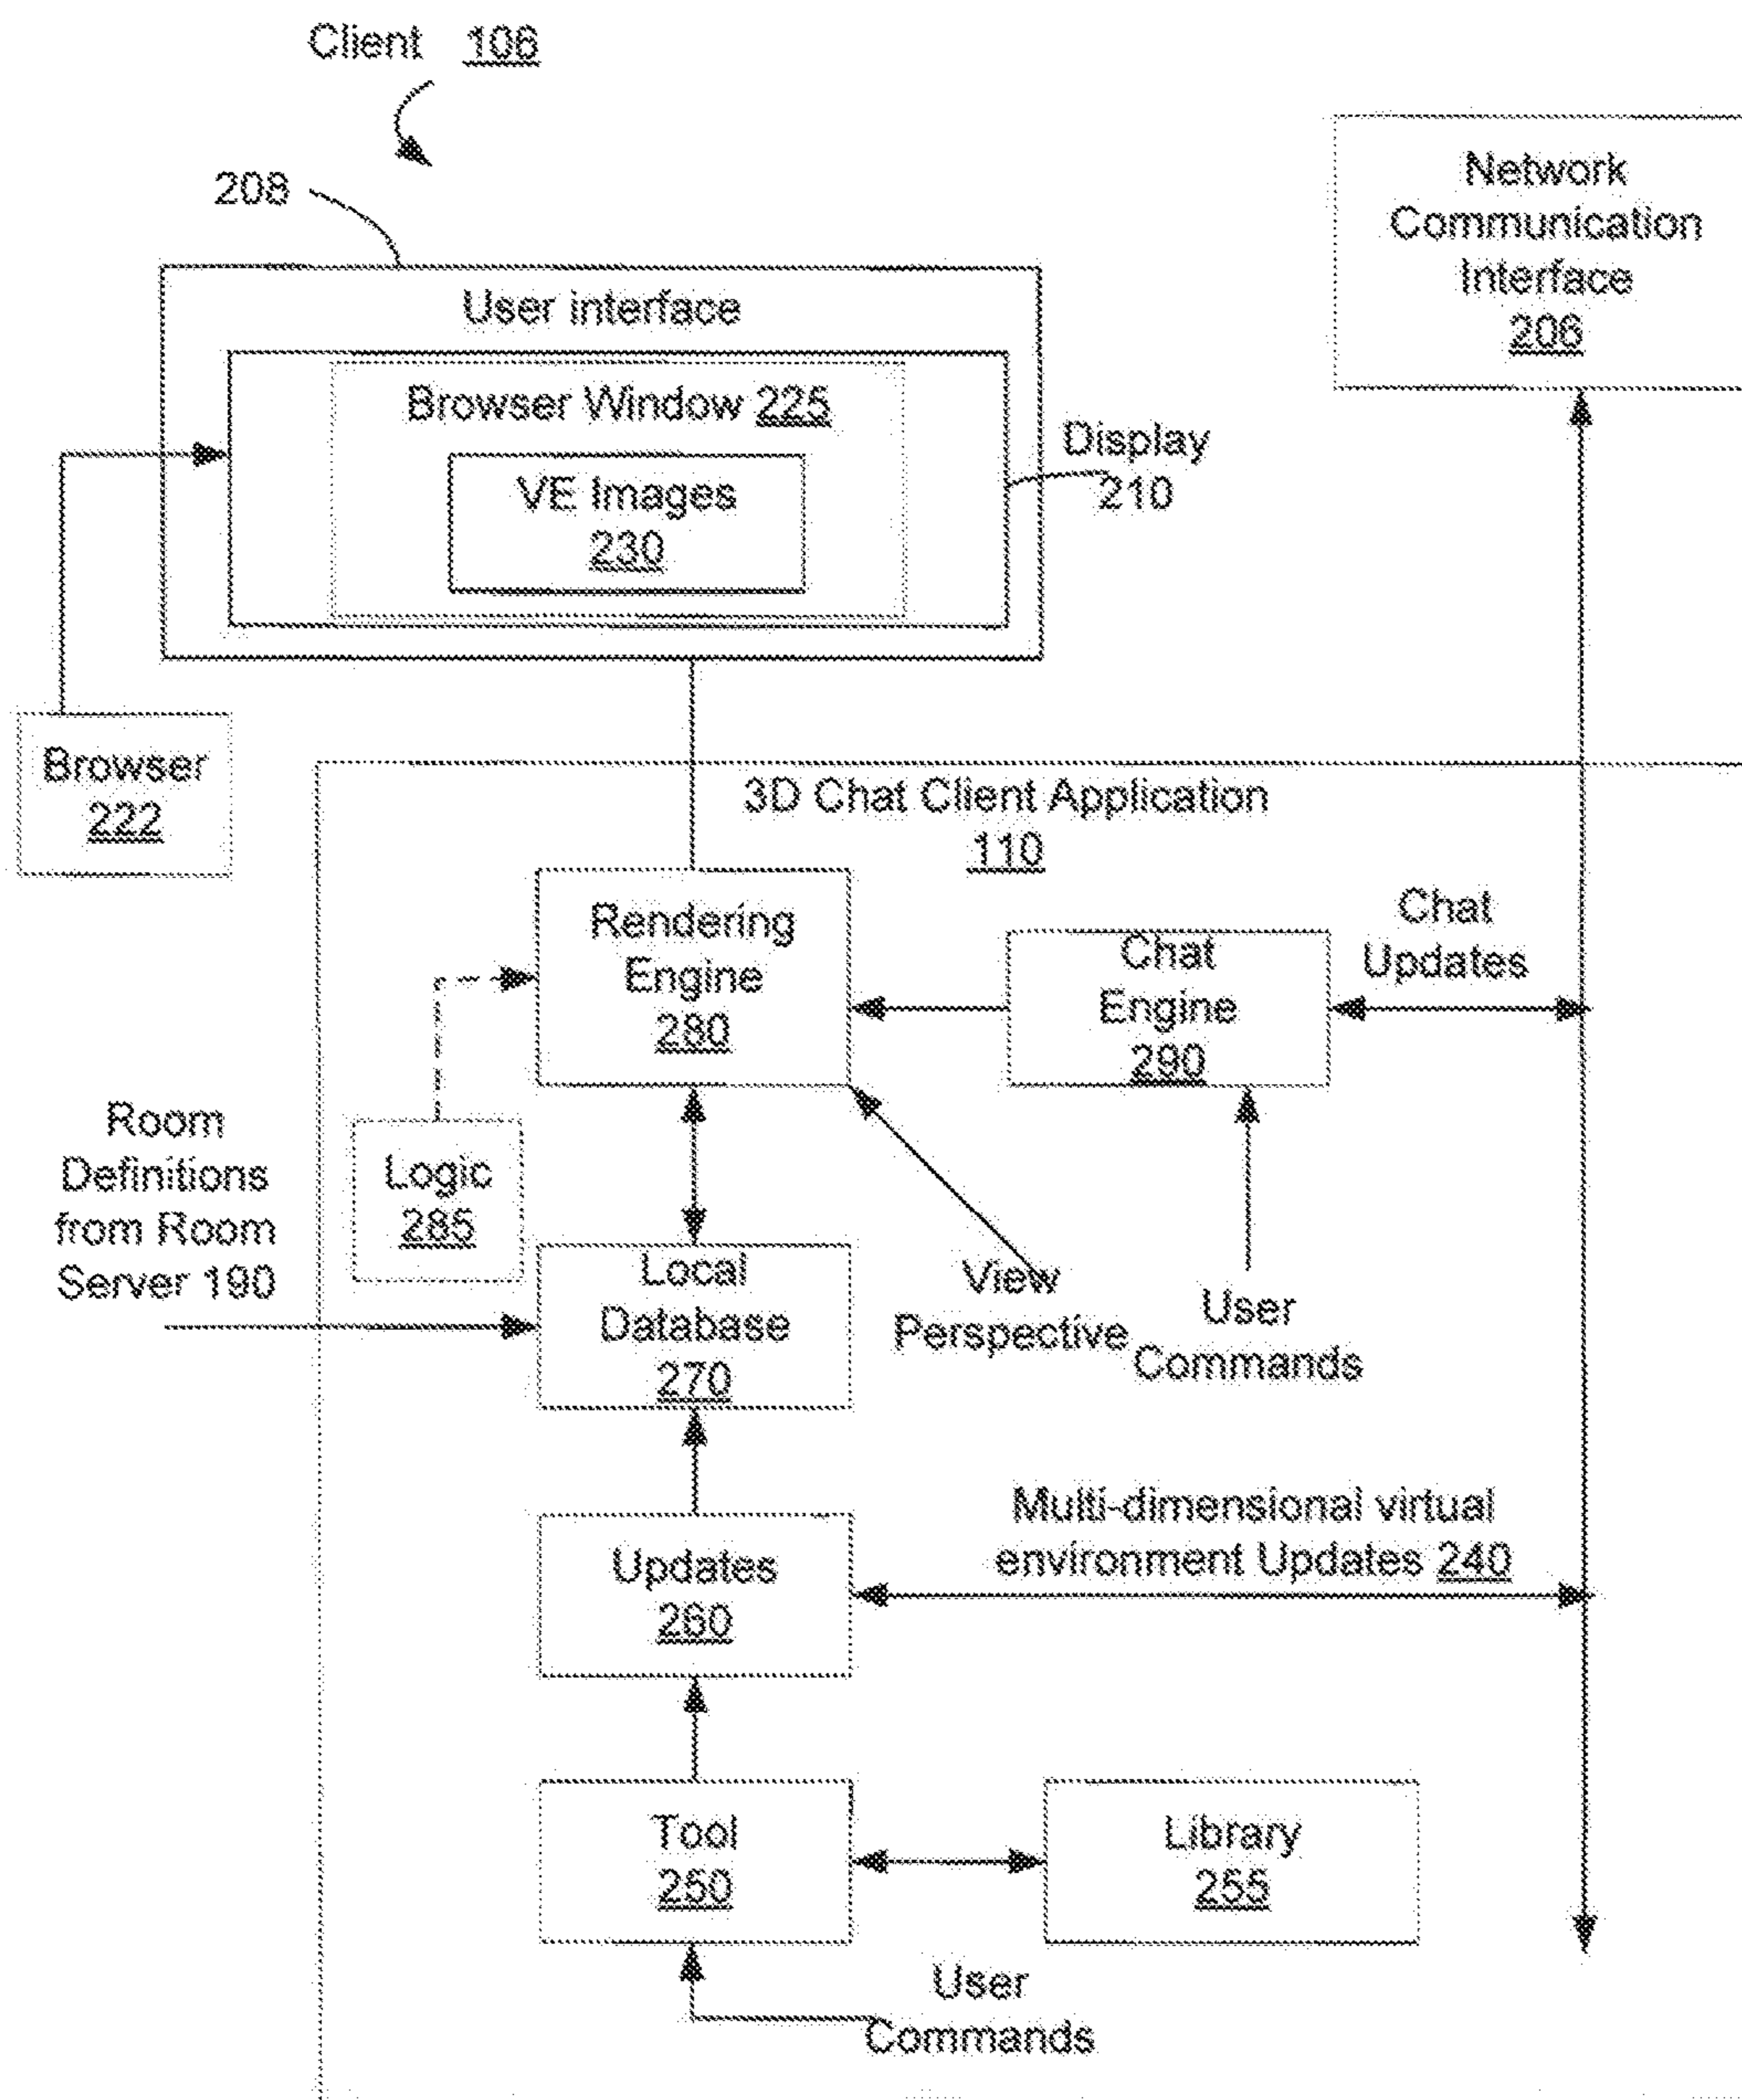 Client 106
208
Network
Communication
Interface
206
User interface
Browser Window 225
VE Images
230
Display
210
Browser
222
3D Chat Client Application
110
Rendering
Engine
280
Chat
Engine
290
Chat
Updates
Room
Definitions
from Room
Server 190
Logic
285
Local
Database
270
View
Perspective
User
Commands
Updates
260
Multi-dimensional virtual
environment Updates 240
Tool
250
Library
255
User
Commands